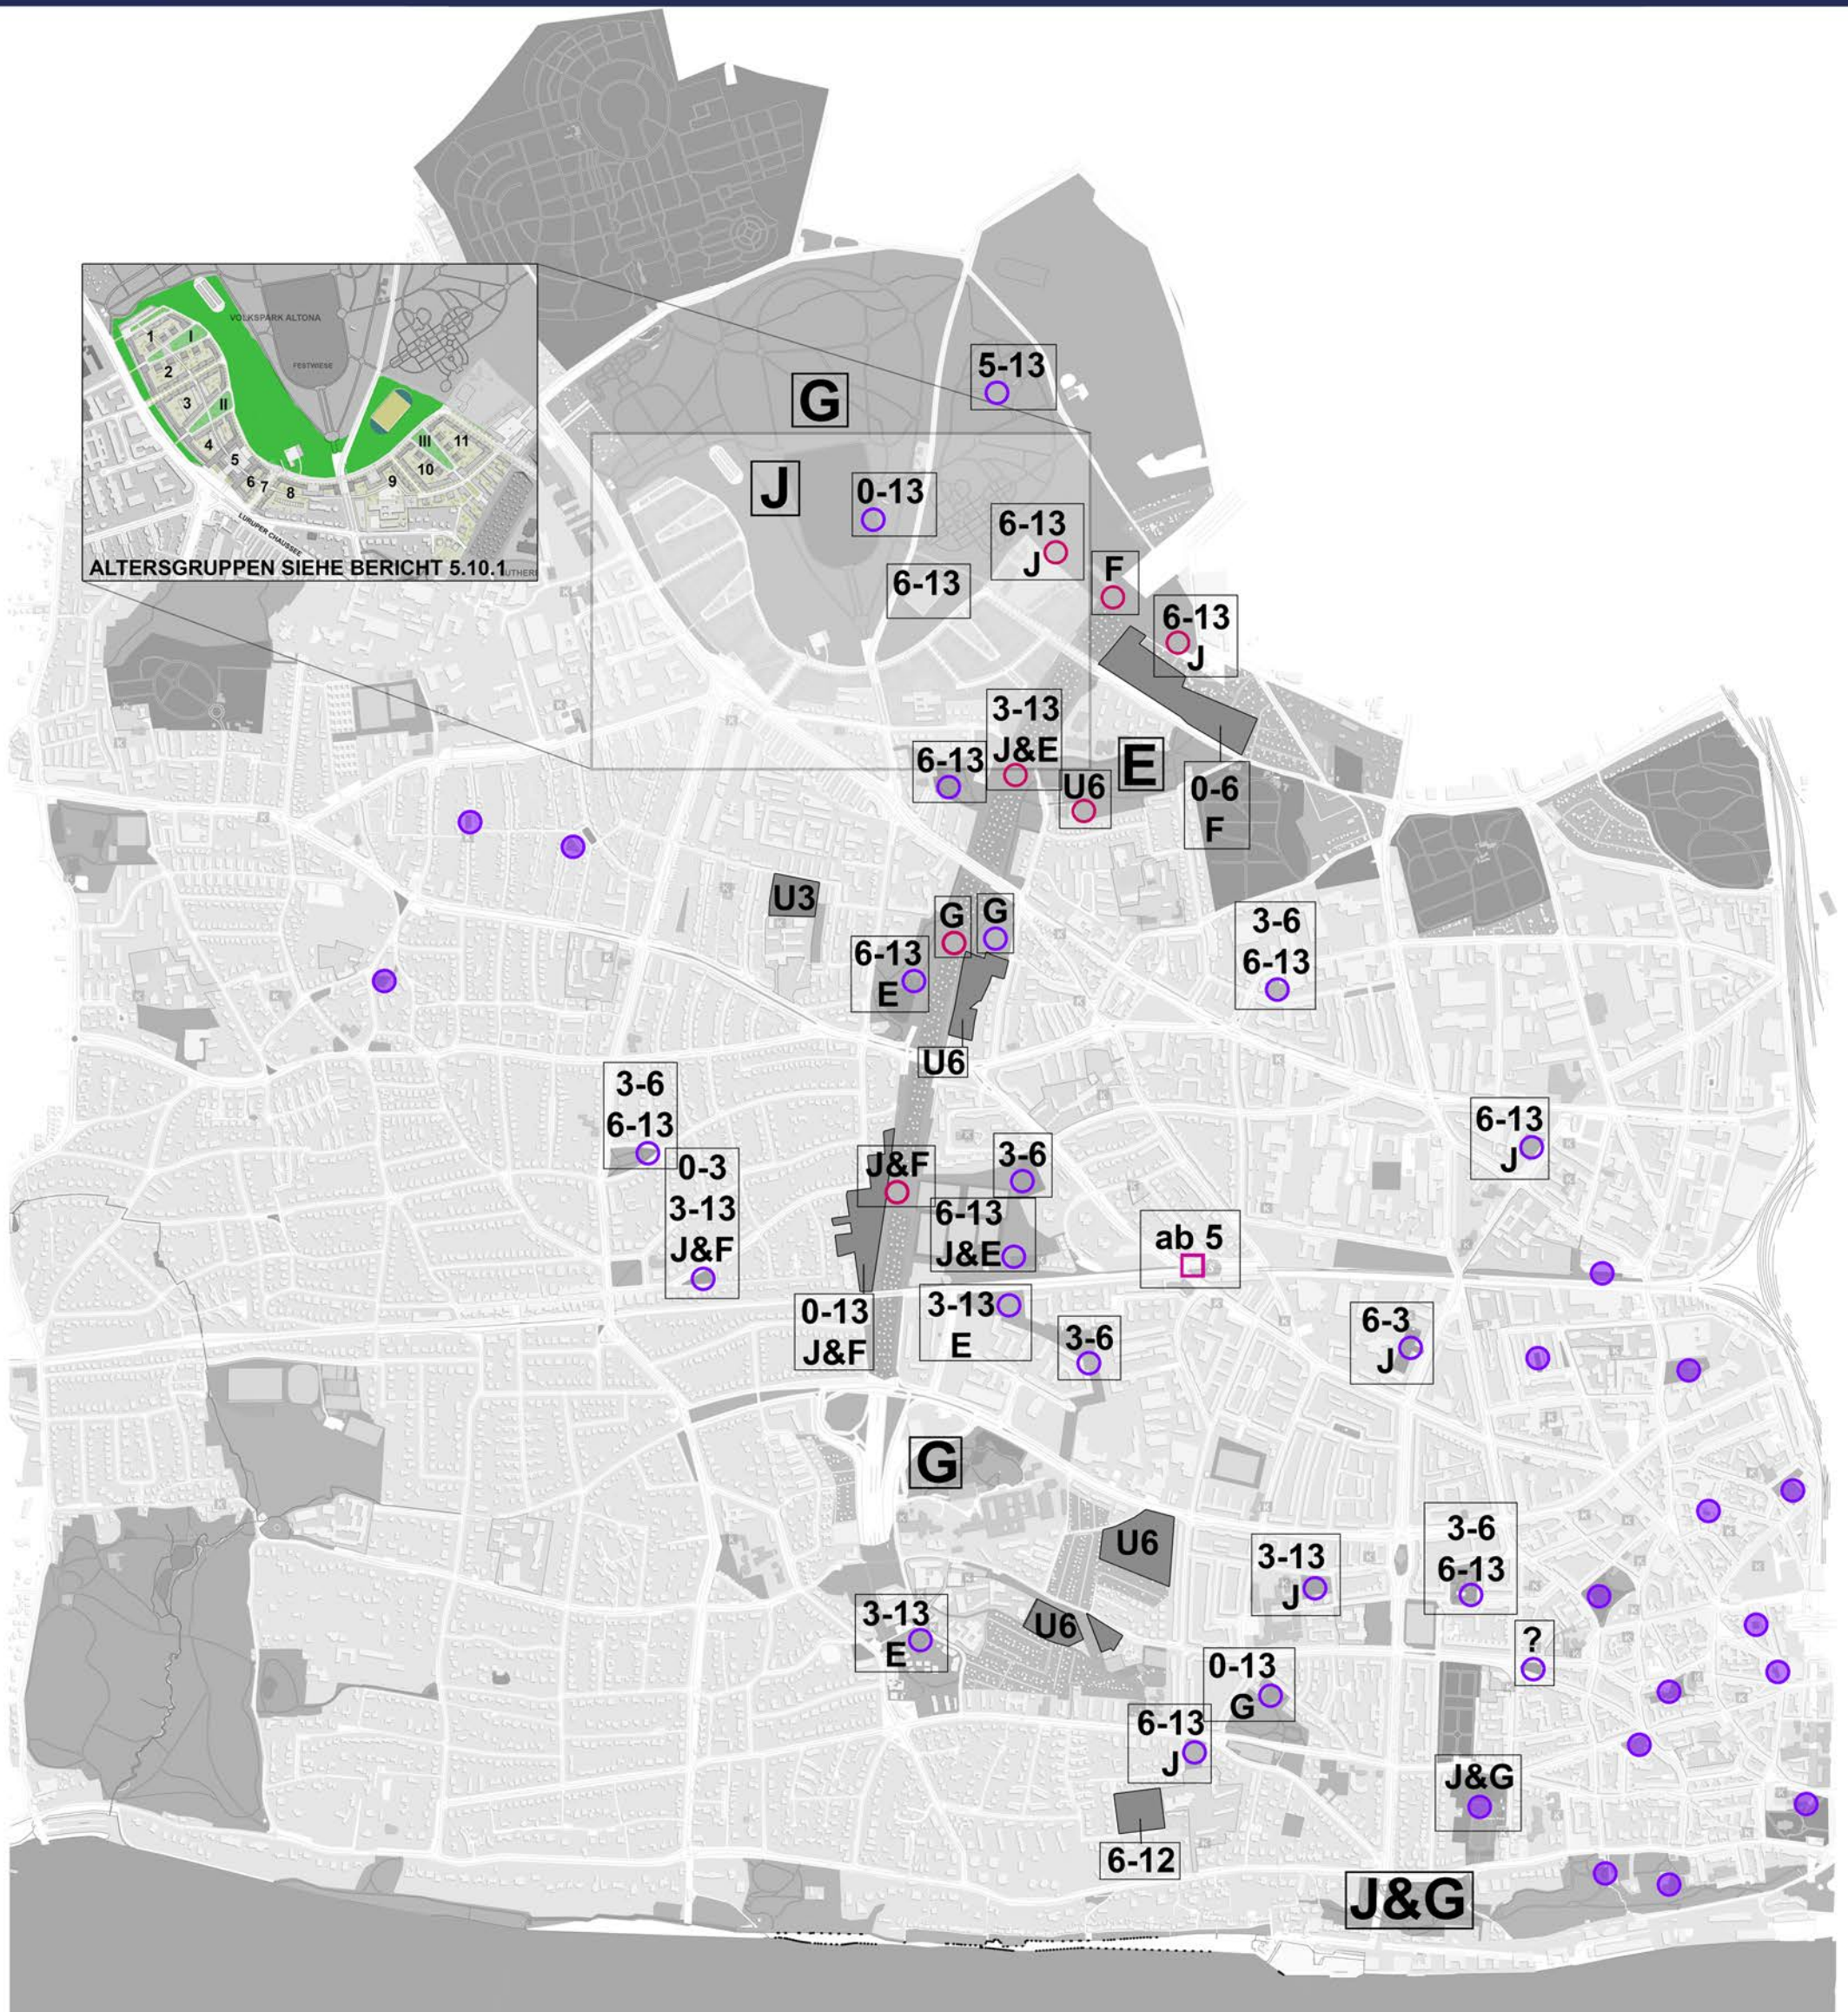 VOLKSPARK ALTONA
FESTWIESE
1
I
2
3
II
4
5
6
7
8
9
10
III
11
LURUPER CHAUSSEE
ALTERSGRUPPEN SIEHE BERICHT 5.10.1
G
5-13
J
0-13
6-13
J
6-13
F
6-13
J
3-13
J&E
6-13
U6
E
0-6
F
U3
G
G
6-13
E
3-6
6-13
U6
3-6
6-13
0-3
3-13
J&F
J&F
3-6
6-13
J&E
6-13
J
ab 5
0-13
J&F
3-13
E
3-6
6-3
J
G
U6
3-13
J
3-6
6-13
3-13
E
U6
?
0-13
G
6-13
J
J&G
6-12
J&G